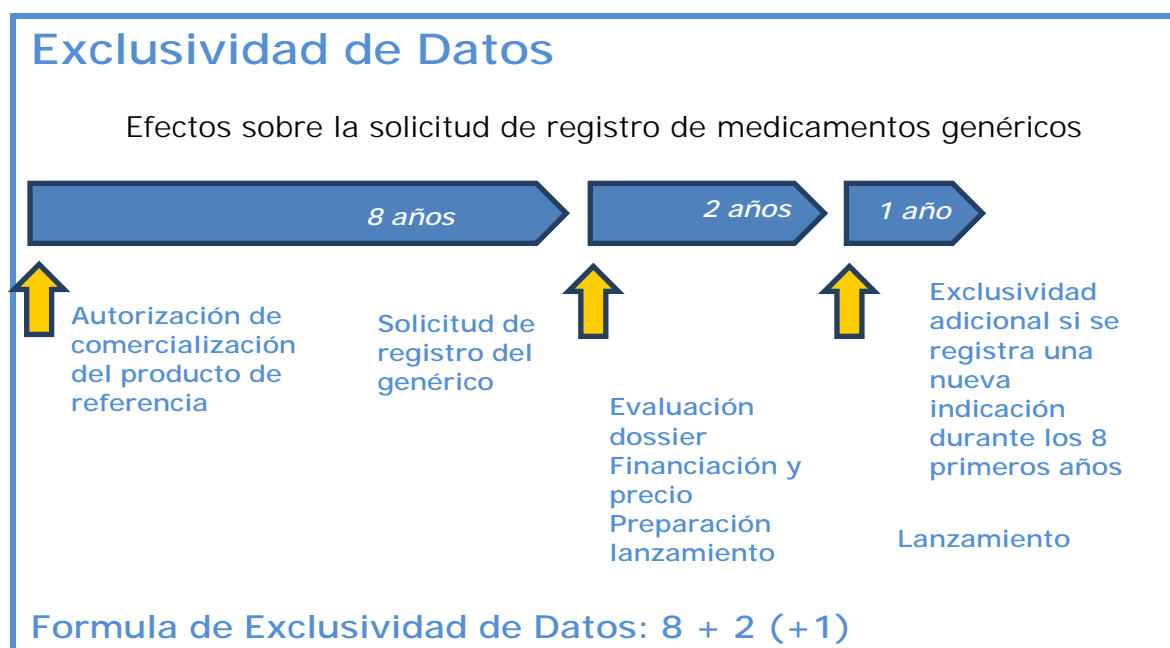 Exclusividad de Datos
Efectos sobre la solicitud de registro de medicamentos genéricos
8 años
2 años
1 año
Autorización de
comercialización
del producto de
referencia
Solicitud de
registro del
genérico
Evaluación
dossier
Financiación y
precio
Preparación
lanzamiento
Exclusividad
adicional si se
registra una
nueva
indicación
durante los 8
primeros años
Lanzamiento
Formula de Exclusividad de Datos: 8 + 2 (+1)